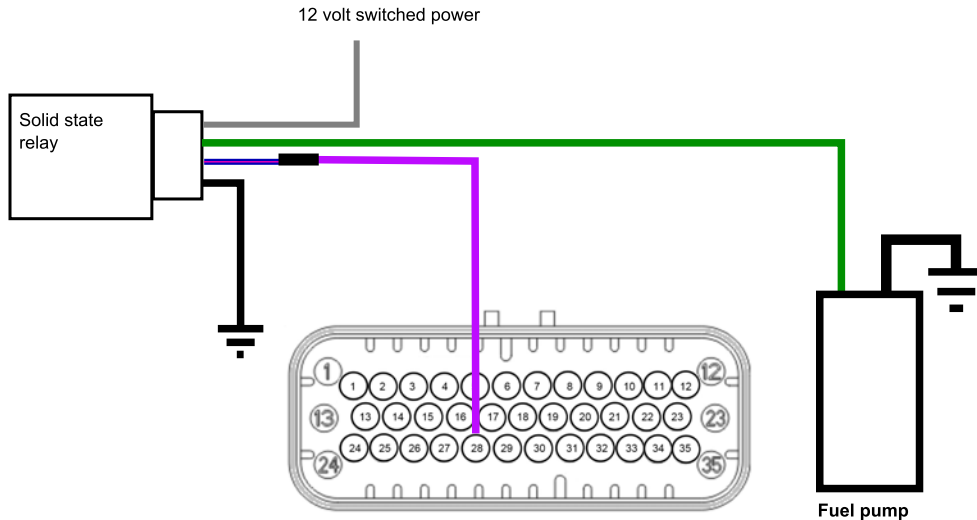 12 volt switched power
Solid state
relay
1 12
1 2 3 4 6 7 8 9 10 11 12
13 13 14 15 16 17 18 19 20 21 22 23 23
24 25 26 27 28 29 30 31 32 33 34 35
24 35
Fuel pump